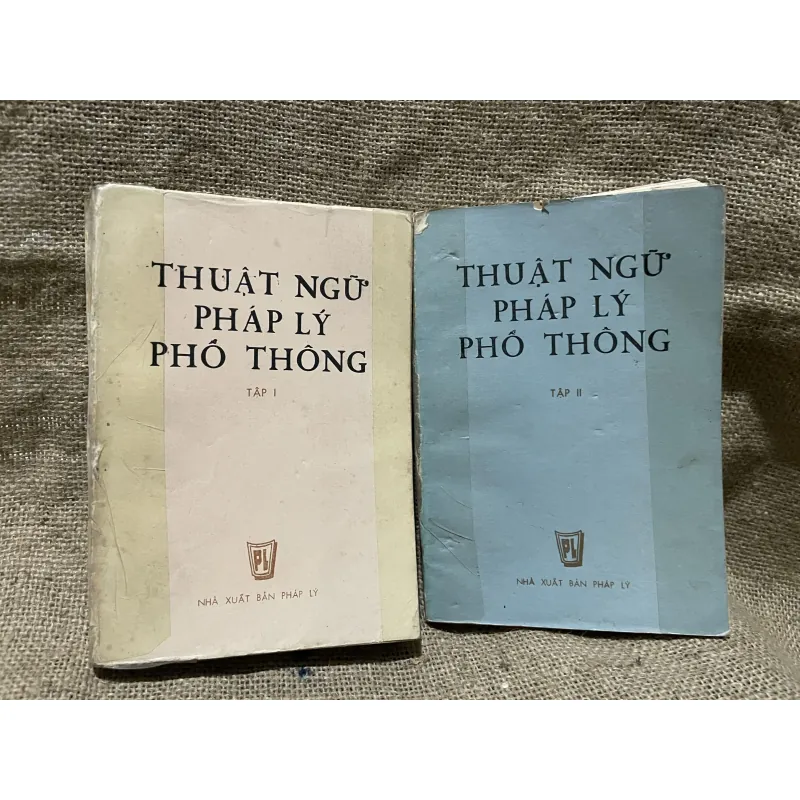 THUẬT NGỮ
PHÁP LÝ
PHỔ THÔNG
TẬP I
PL
NHÀ XUẤT BẢN PHÁP LÝ
THUẬT NGỮ
PHÁP LÝ
PHỔ THÔNG
TẬP II
PL
NHÀ XUẤT BẢN PHÁP LÝ